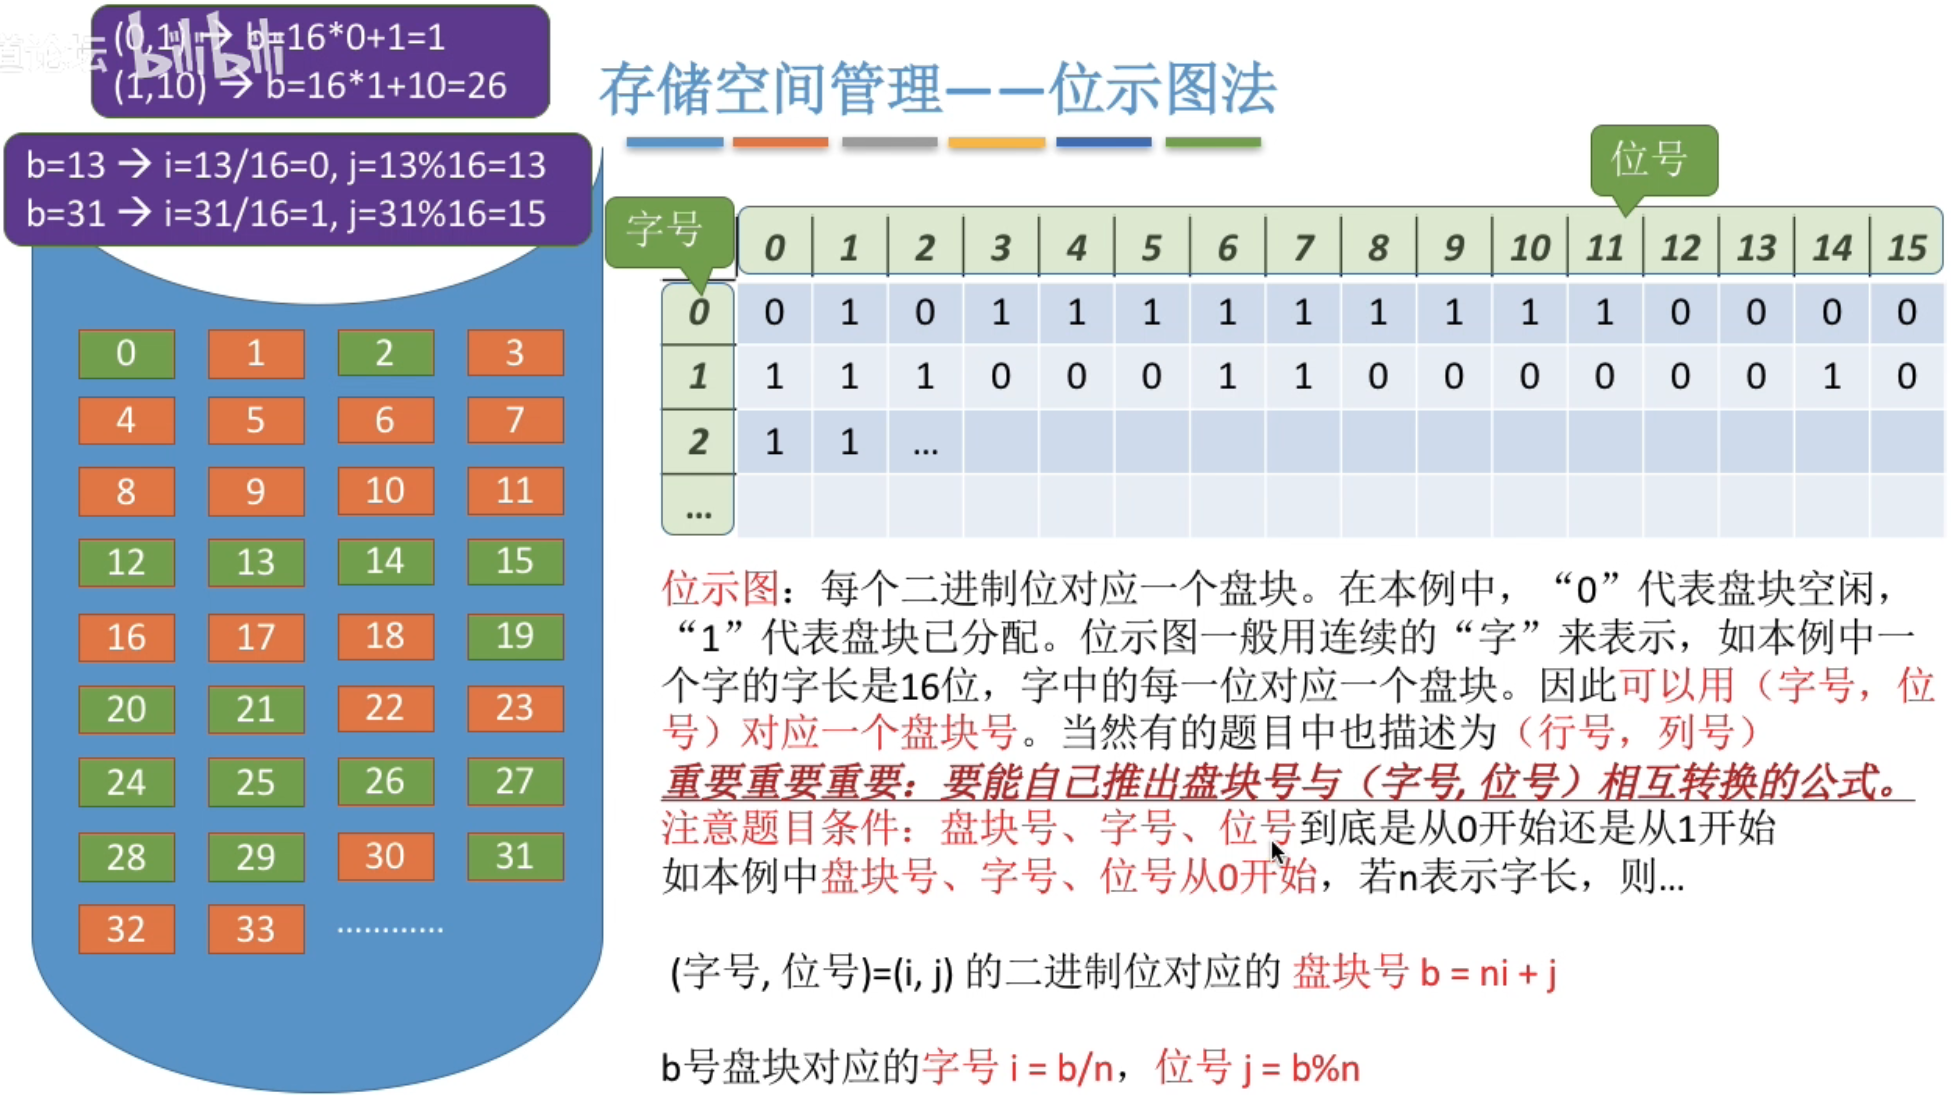 (0,1) → b=16*0+1=1
(1,10) → b=16*1+10=26
bilibili
b=13 → i=13/16=0, j=13%16=13
b=31 → i=31/16=1, j=31%16=15
存储空间管理——位示图法
位号
字号
0 1 2 3 4 5 6 7 8 9 10 11 12 13 14 15
0 0 1 0 1 1 1 1 1 1 1 1 1 0 0 0 0
1 1 1 1 0 0 0 1 1 0 0 0 0 0 0 1 0
2 1 1 ...
...
0 1 2 3
4 5 6 7
8 9 10 11
12 13 14 15
16 17 18 19
20 21 22 23
24 25 26 27
28 29 30 31
32 33 …………
位示图：每个二进制位对应一个盘块。在本例中，“0”代表盘块空闲，
“1”代表盘块已分配。位示图一般用连续的“字”来表示，如本例中一
个字的字长是16位，字中的每一位对应一个盘块。因此可以用（字号，位
号）对应一个盘块号。当然有的题目中也描述为（行号，列号）
重要重要重要：要能自己推出盘块号与（字号, 位号）相互转换的公式。
注意题目条件：盘块号、字号、位号到底是从0开始还是从1开始
如本例中盘块号、字号、位号从0开始，若n表示字长，则...
(字号, 位号)=(i, j) 的二进制位对应的 盘块号 b = ni + j
b号盘块对应的字号 i = b/n，位号 j = b%n